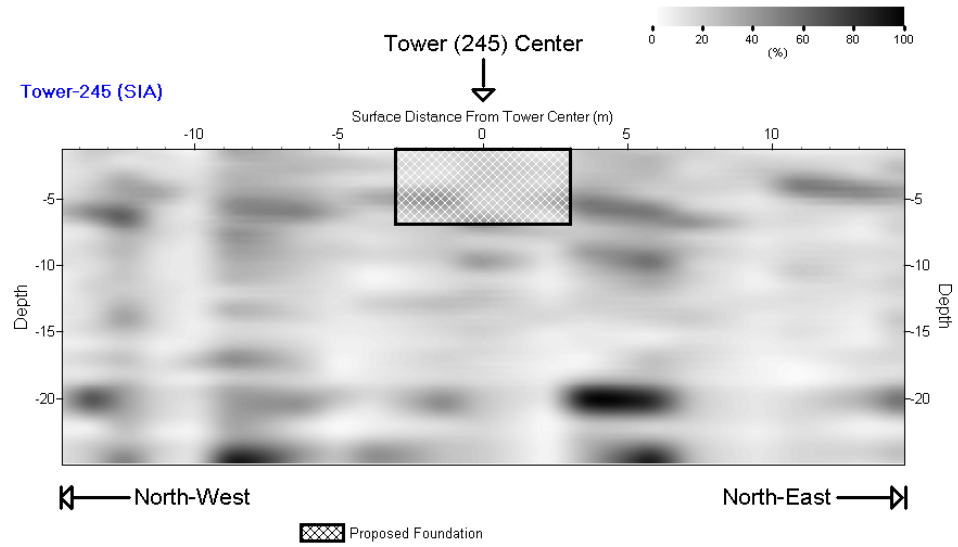 0 20 40 60 80 100
(%)
Tower (245) Center
Tower-245 (SIA)
Surface Distance From Tower Center (m)
-10 -5 0 5 10
-5 -5
-10 -10
Depth Depth
-15 -15
-20 -20
North-West North-East
Proposed Foundation